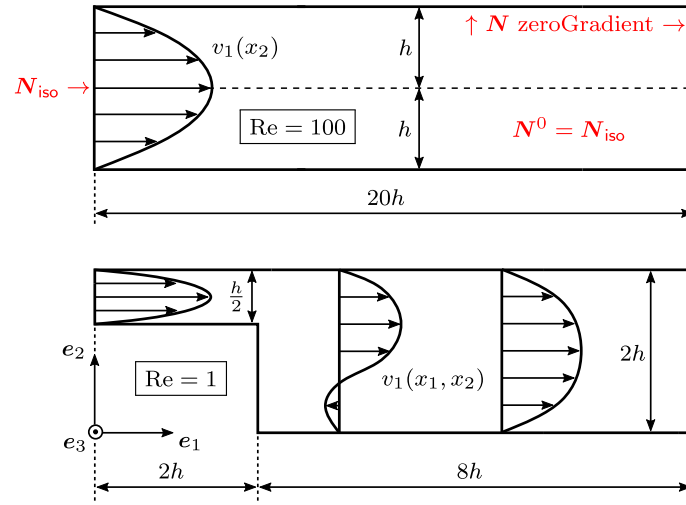 ↑ N zeroGradient →
v₁(x₂)
h
N_iso →
Re = 100
h
N⁰ = N_iso
20h
h/2
e₂
Re = 1
v₁(x₁, x₂)
2h
e₃
e₁
2h
8h